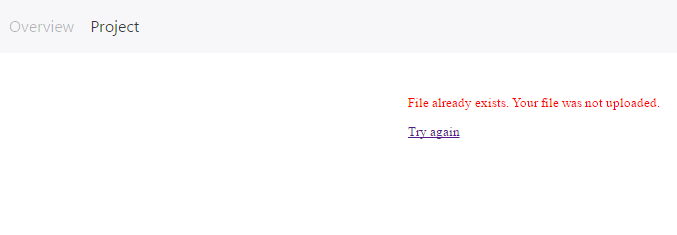 Overview Project
File already exists. Your file was not uploaded.
Try again